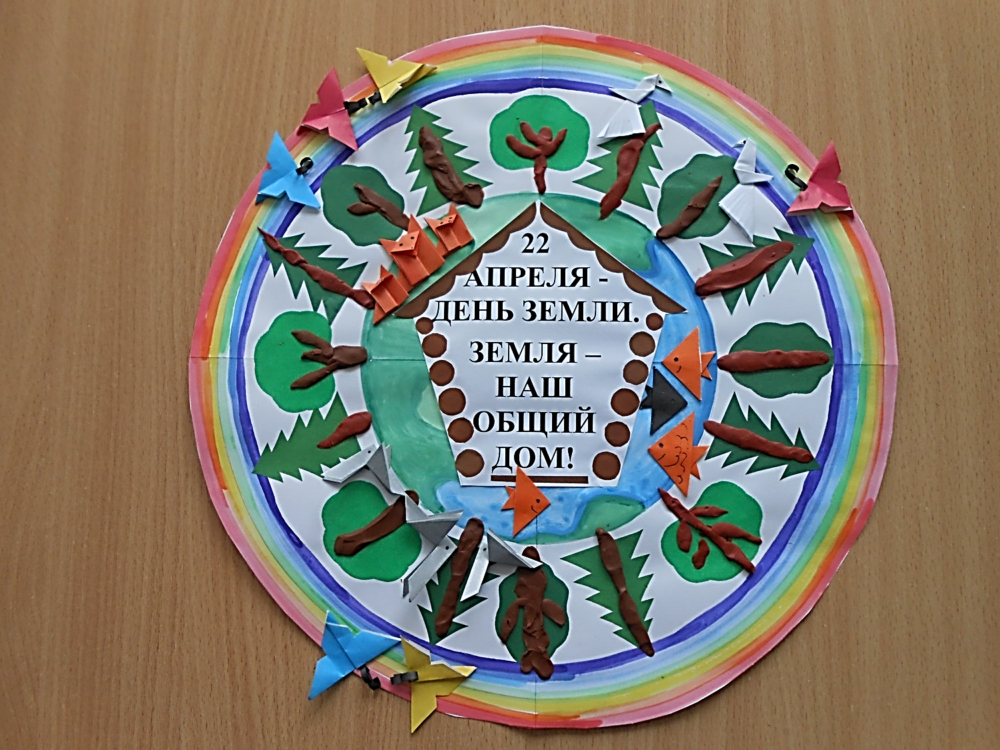 22
АПРЕЛЯ -
ДЕНЬ ЗЕМЛИ.
ЗЕМЛЯ –
НАШ
ОБЩИЙ
ДОМ!